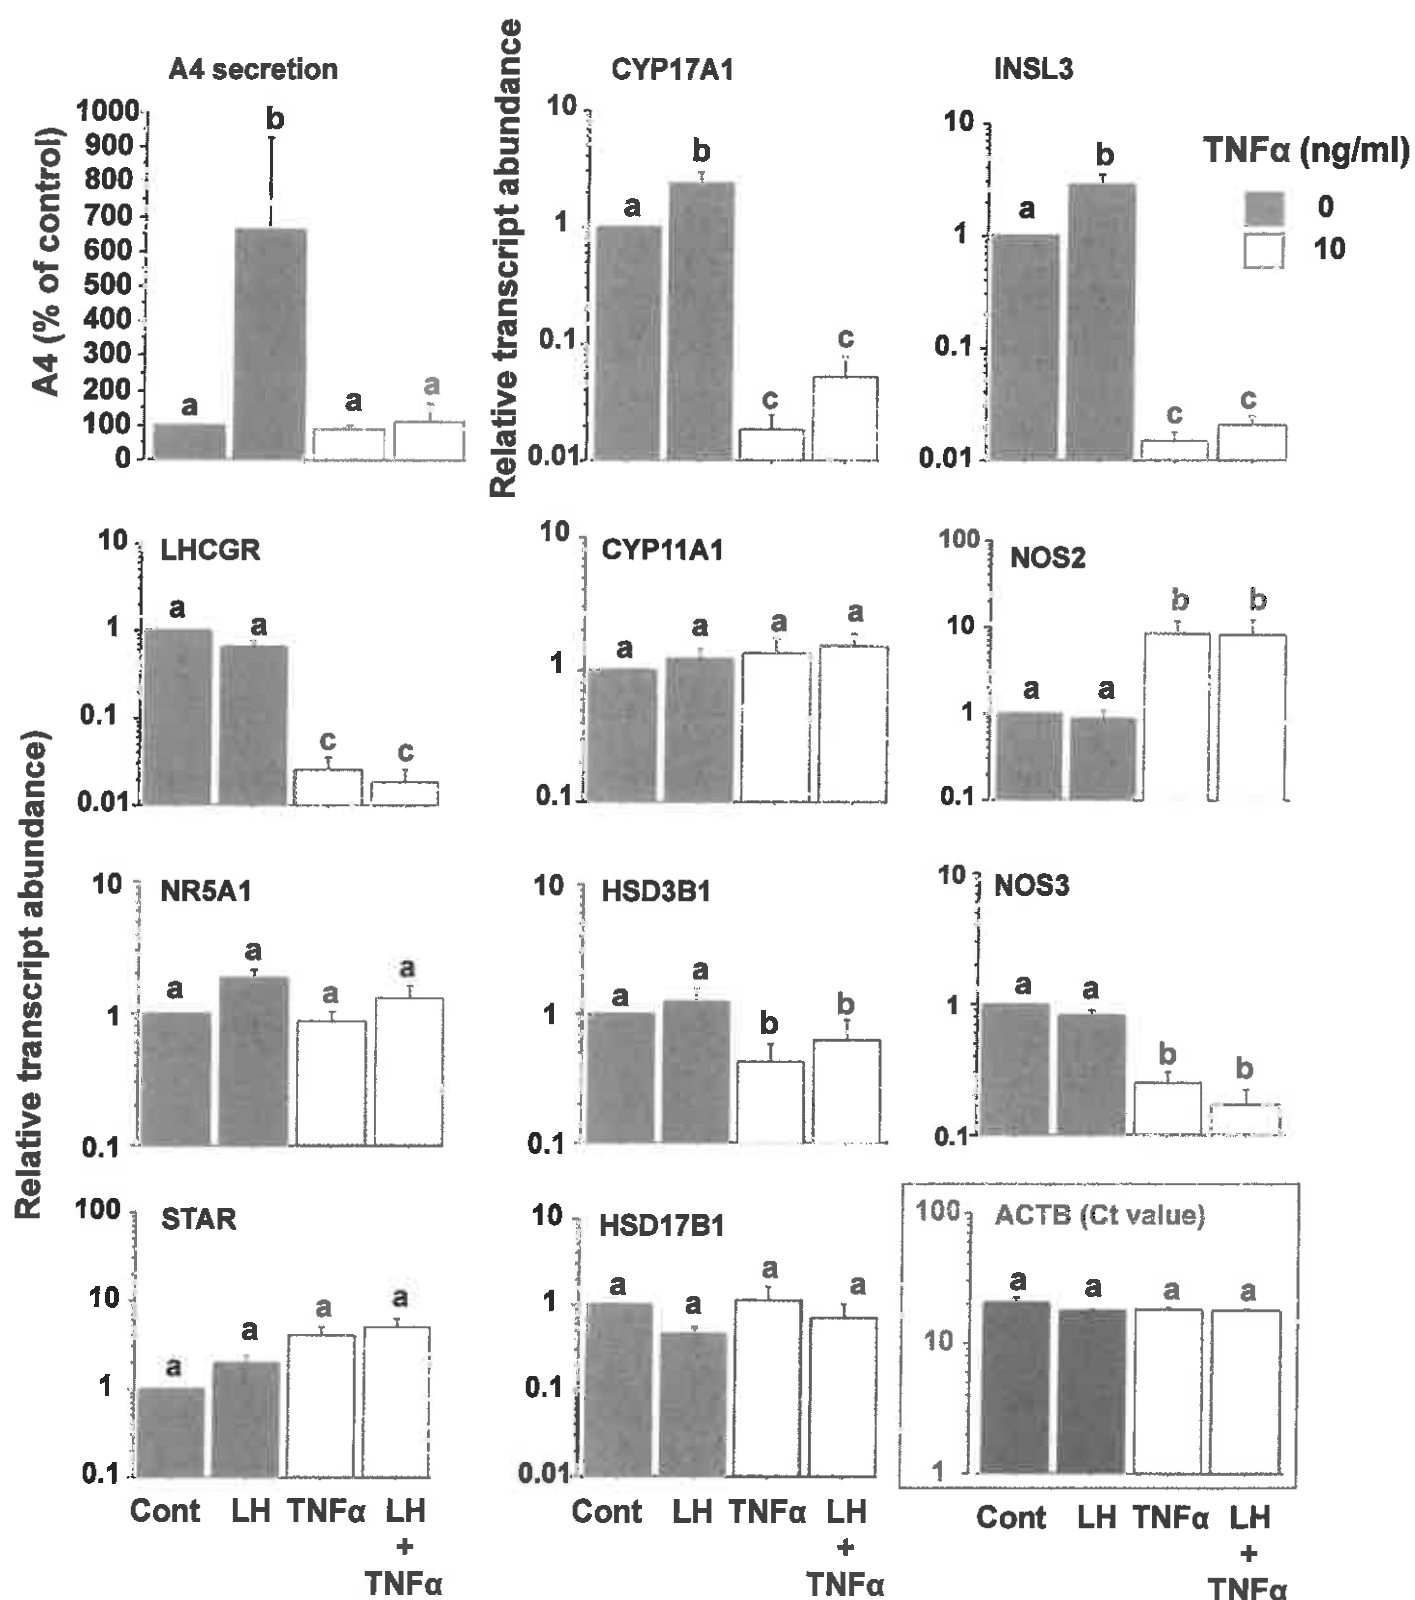 A4 secretion
A4 (% of control)
1000
900
800
700
600
500
400
300
200
100
0
a
b
a
a
CYP17A1
Relative transcript abundance
10
1
0.1
0.01
a
b
c
c
INSL3
10
1
0.1
0.01
a
b
c
c
TNFα (ng/ml)
0
10
Relative transcript abundance
LHCGR
10
1
0.1
0.01
a
a
c
c
CYP11A1
10
1
0.1
a
a
a
a
NOS2
100
10
1
0.1
a
a
b
b
NR5A1
10
1
0.1
a
a
a
a
HSD3B1
10
1
0.1
a
a
b
b
NOS3
10
1
0.1
a
a
b
b
STAR
100
10
1
0.1
a
a
a
a
Cont LH TNFα LH
+
TNFα
HSD17B1
10
1
0.1
0.01
a
a
a
a
Cont LH TNFα LH
+
TNFα
ACTB (Ct value)
100
10
1
a
a
a
a
Cont LH TNFα LH
+
TNFα